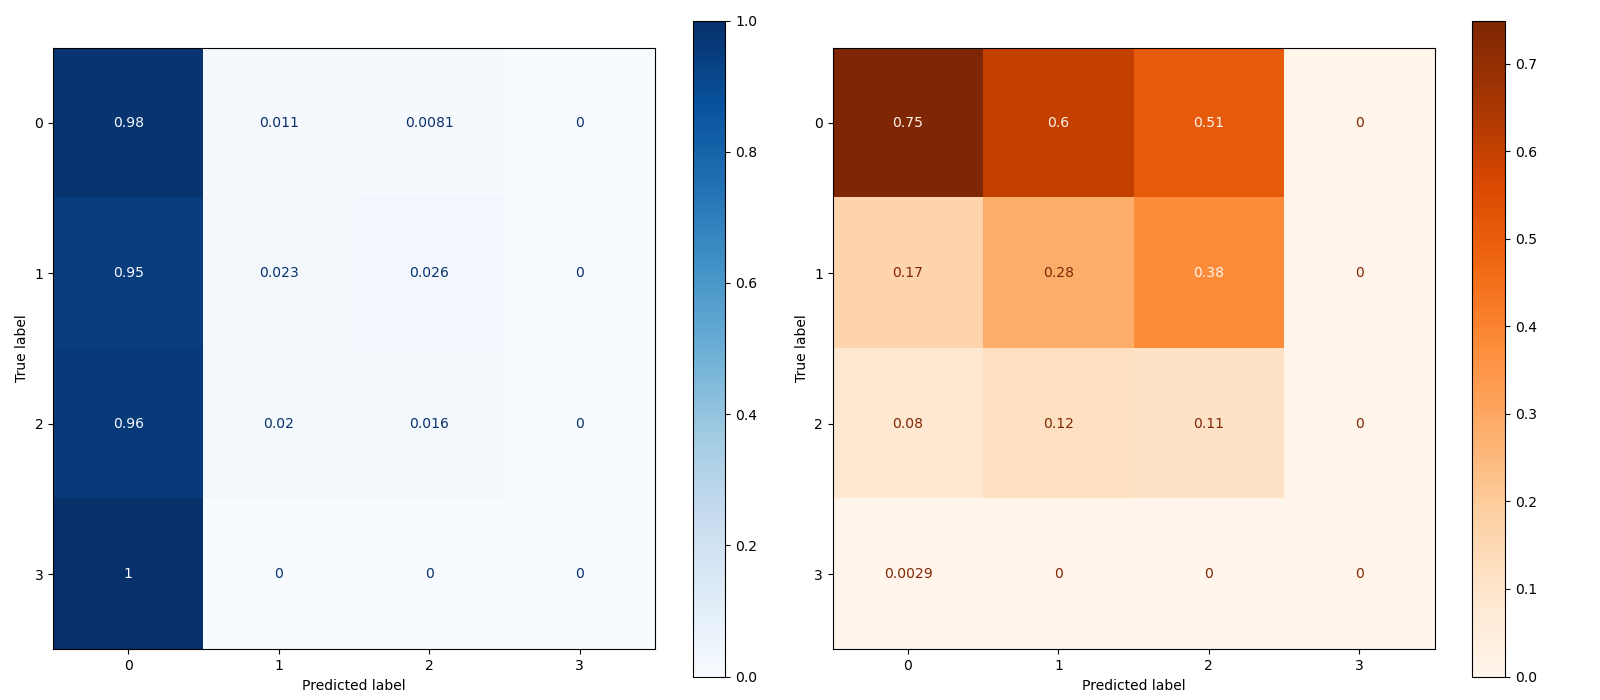 1.0
0 0.98 0.011 0.0081 0
0.8
1 0.95 0.023 0.026 0
0.6
True label
2 0.96 0.02 0.016 0
0.4
0.2
3 1 0 0 0
0.0
0 1 2 3
Predicted label
0.7
0 0.75 0.6 0.51 0
0.6
0.5
1 0.17 0.28 0.38 0
0.4
True label
0.3
2 0.08 0.12 0.11 0
0.2
0.1
3 0.0029 0 0 0
0.0
0 1 2 3
Predicted label